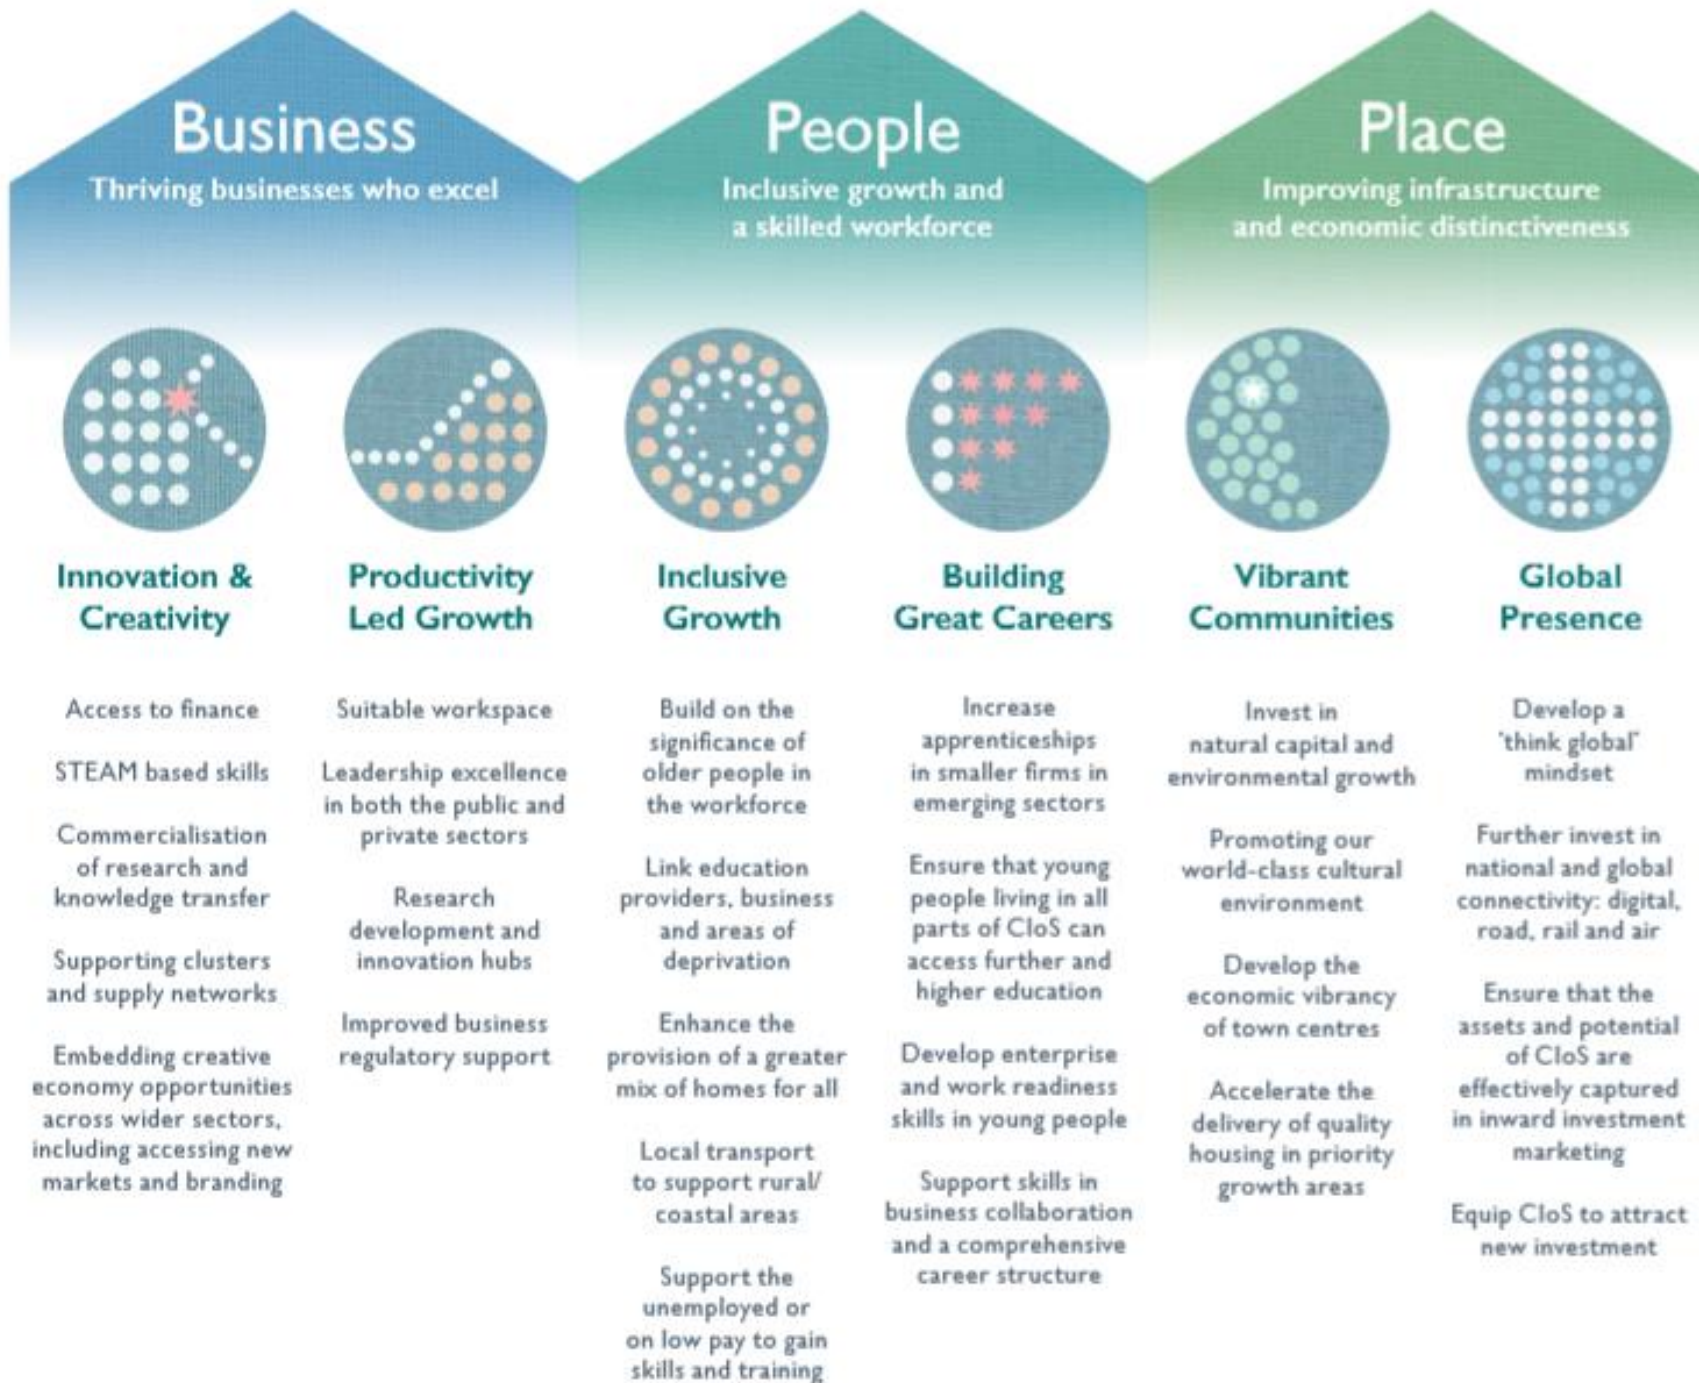 Business
Thriving businesses who excel
People
Inclusive growth and
a skilled workforce
Place
Improving infrastructure
and economic distinctiveness
Innovation &
Creativity
Access to finance
STEAM based skills
Commercialisation
of research and
knowledge transfer
Supporting clusters
and supply networks
Embedding creative
economy opportunities
across wider sectors,
including accessing new
markets and branding
Productivity
Led Growth
Suitable workspace
Leadership excellence
in both the public and
private sectors
Research
development and
innovation hubs
Improved business
regulatory support
Inclusive
Growth
Build on the
significance of
older people in
the workforce
Link education
providers, business
and areas of
deprivation
Enhance the
provision of a greater
mix of homes for all
Local transport
to support rural/
coastal areas
Support the
unemployed or
on low pay to gain
skills and training
Building
Great Careers
Increase
apprenticeships
in smaller firms in
emerging sectors
Ensure that young
people living in all
parts of CIoS can
access further and
higher education
Develop enterprise
and work readiness
skills in young people
Support skills in
business collaboration
and a comprehensive
career structure
Vibrant
Communities
Invest in
natural capital and
environmental growth
Promoting our
world-class cultural
environment
Develop the
economic vibrancy
of town centres
Accelerate the
delivery of quality
housing in priority
growth areas
Global
Presence
Develop a
'think global'
mindset
Further invest in
national and global
connectivity: digital,
road, rail and air
Ensure that the
assets and potential
of CIoS are
effectively captured
in inward investment
marketing
Equip CIoS to attract
new investment